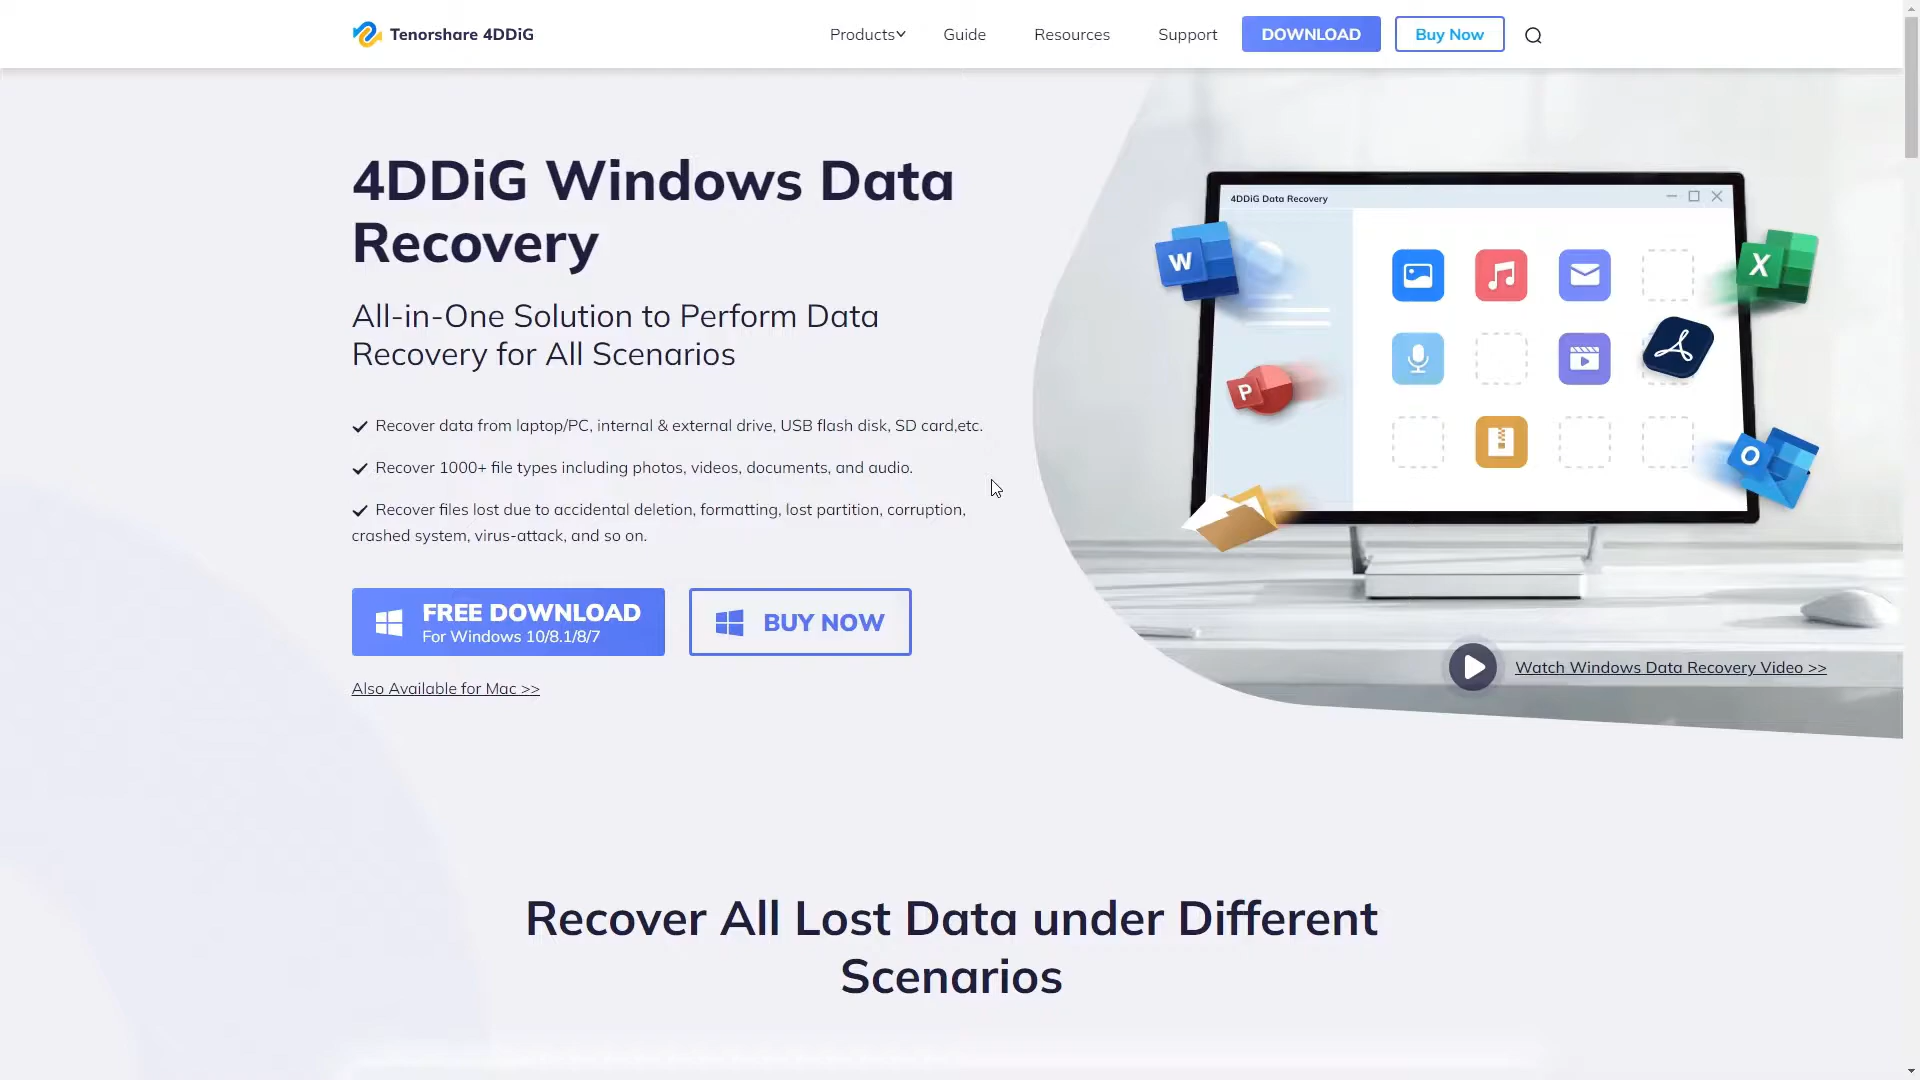 Tenorshare 4DDiG
Products
Guide
Resources
Support
DOWNLOAD
Buy Now
4DDiG Windows Data
Recovery
All-in-One Solution to Perform Data
Recovery for All Scenarios
Recover data from laptop/PC, internal & external drive, USB flash disk, SD card,etc.
Recover 1000+ file types including photos, videos, documents, and audio.
Recover files lost due to accidental deletion, formatting, lost partition, corruption,
crashed system, virus-attack, and so on.
FREE DOWNLOAD
For Windows 10/8.1/8/7
BUY NOW
Also Available for Mac >>
4DDiG Data Recovery
W
X
P
O
Watch Windows Data Recovery Video >>
Recover All Lost Data under Different
Scenarios